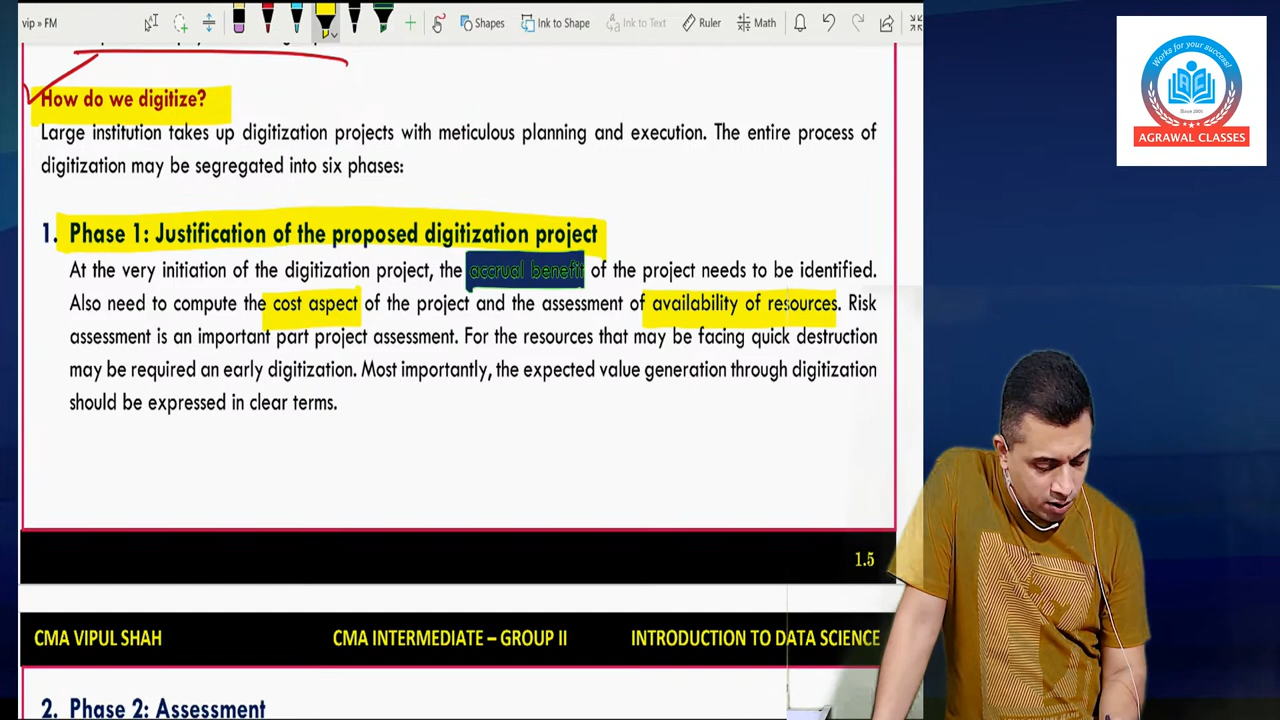 vip » FM
Shapes
Ink to Shape
Ink to Text
Ruler
Math
Works for your success!
AC
Since 2001
AGRAWAL CLASSES
How do we digitize?
Large institution takes up digitization projects with meticulous planning and execution. The entire process of
digitization may be segregated into six phases:
1. Phase 1: Justification of the proposed digitization project
At the very initiation of the digitization project, the accrual benefit of the project needs to be identified.
Also need to compute the cost aspect of the project and the assessment of availability of resources. Risk
assessment is an important part project assessment. For the resources that may be facing quick destruction
may be required an early digitization. Most importantly, the expected value generation through digitization
should be expressed in clear terms.
1.5
CMA VIPUL SHAH
CMA INTERMEDIATE – GROUP II
INTRODUCTION TO DATA SCIENCE
2. Phase 2: Assessment